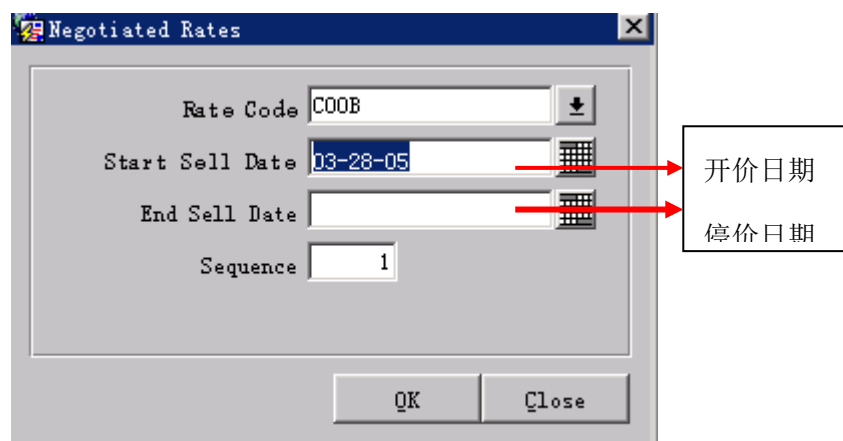 Negotiated Rates
Rate Code COOB
Start Sell Date 03-28-05
End Sell Date
Sequence 1
OK Close
开价日期
停价日期